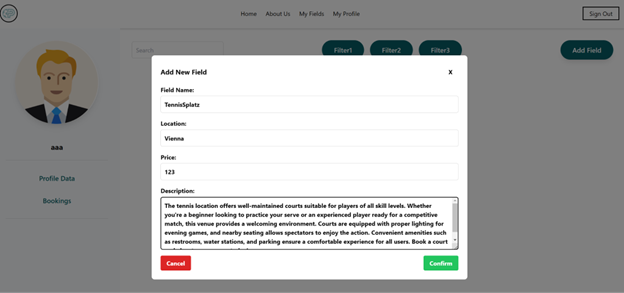 Home About Us My Fields My Profile Sign Out
Search
Filter1 Filter2 Filter3 Add Field
Add New Field X
Field Name:
TennisSplatz
Location:
Vienna
Price:
123
Description:
The tennis location offers well-maintained courts suitable for players of all skill levels. Whether
you're a beginner looking to practice your serve or an experienced player ready for a competitive
match, this venue provides a welcoming environment. Courts are equipped with proper lighting for
evening games, and nearby seating allows spectators to enjoy the action. Convenient amenities such
as restrooms, water stations, and parking ensure a comfortable experience for all users. Book a court
Cancel Confirm
aaa
Profile Data
Bookings